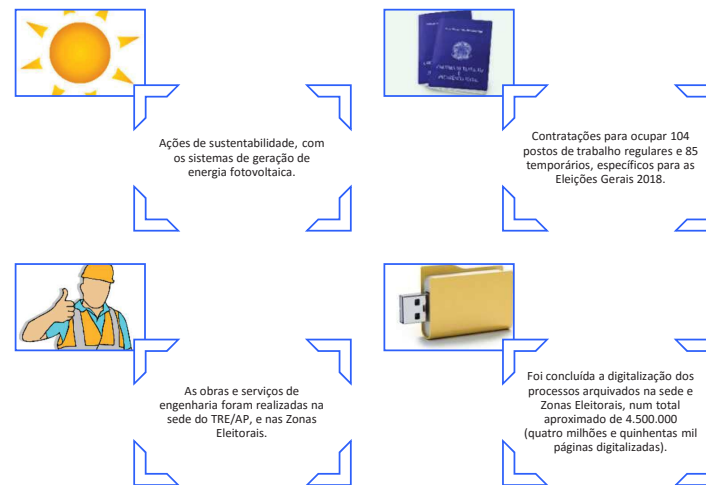 Ações de sustentabilidade, com
os sistemas de geração de
energia fotovoltaica.
Contratações para ocupar 104
postos de trabalho regulares e 85
temporários, específicos para as
Eleições Gerais 2018.
As obras e serviços de
engenharia foram realizadas na
sede do TRE/AP, e nas Zonas
Eleitorais.
Foi concluída a digitalização dos
processos arquivados na sede e
Zonas Eleitorais, num total
aproximado de 4.500.000
(quatro milhões e quinhentas mil
páginas digitalizadas).